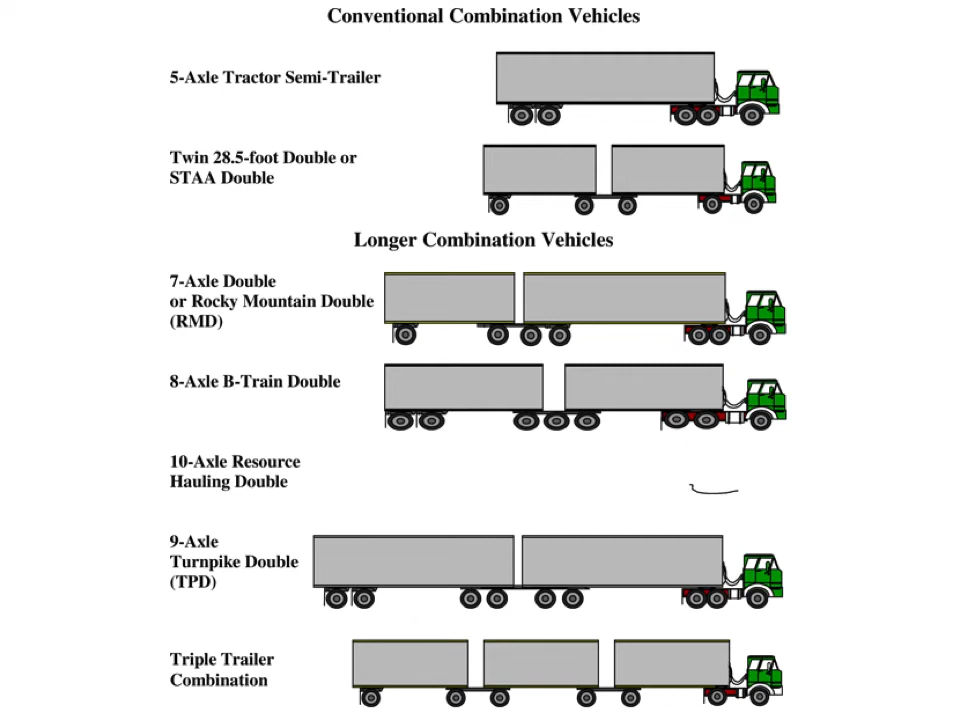 Conventional Combination Vehicles
5-Axle Tractor Semi-Trailer
Twin 28.5-foot Double or
STAA Double
Longer Combination Vehicles
7-Axle Double
or Rocky Mountain Double
(RMD)
8-Axle B-Train Double
10-Axle Resource
Hauling Double
9-Axle
Turnpike Double
(TPD)
Triple Trailer
Combination